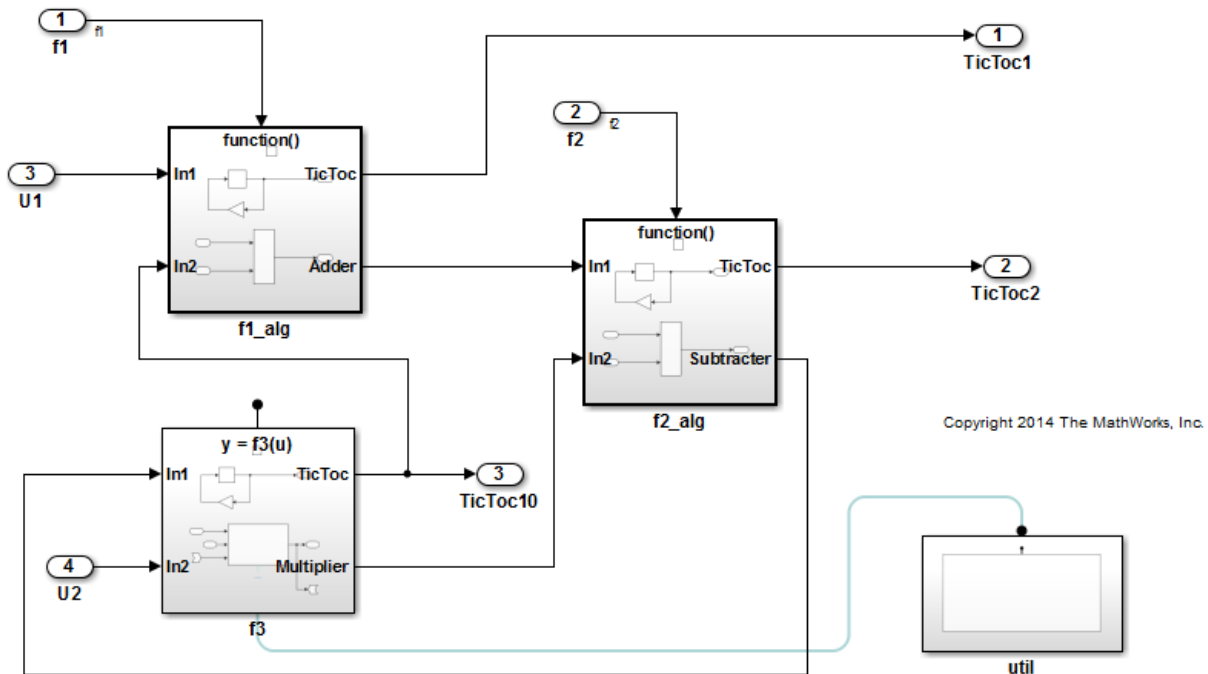 1
f1
f1
1
TicToc1
2
f2
f2
function()
3
U1
In1
TicToc
In2
Adder
f1_alg
function()
In1
TicToc
2
TicToc2
In2
Subtracter
f2_alg
Copyright 2014 The MathWorks, Inc.
y = f3(u)
In1
TicToc
3
TicToc10
4
U2
In2
Multiplier
f3
f
util